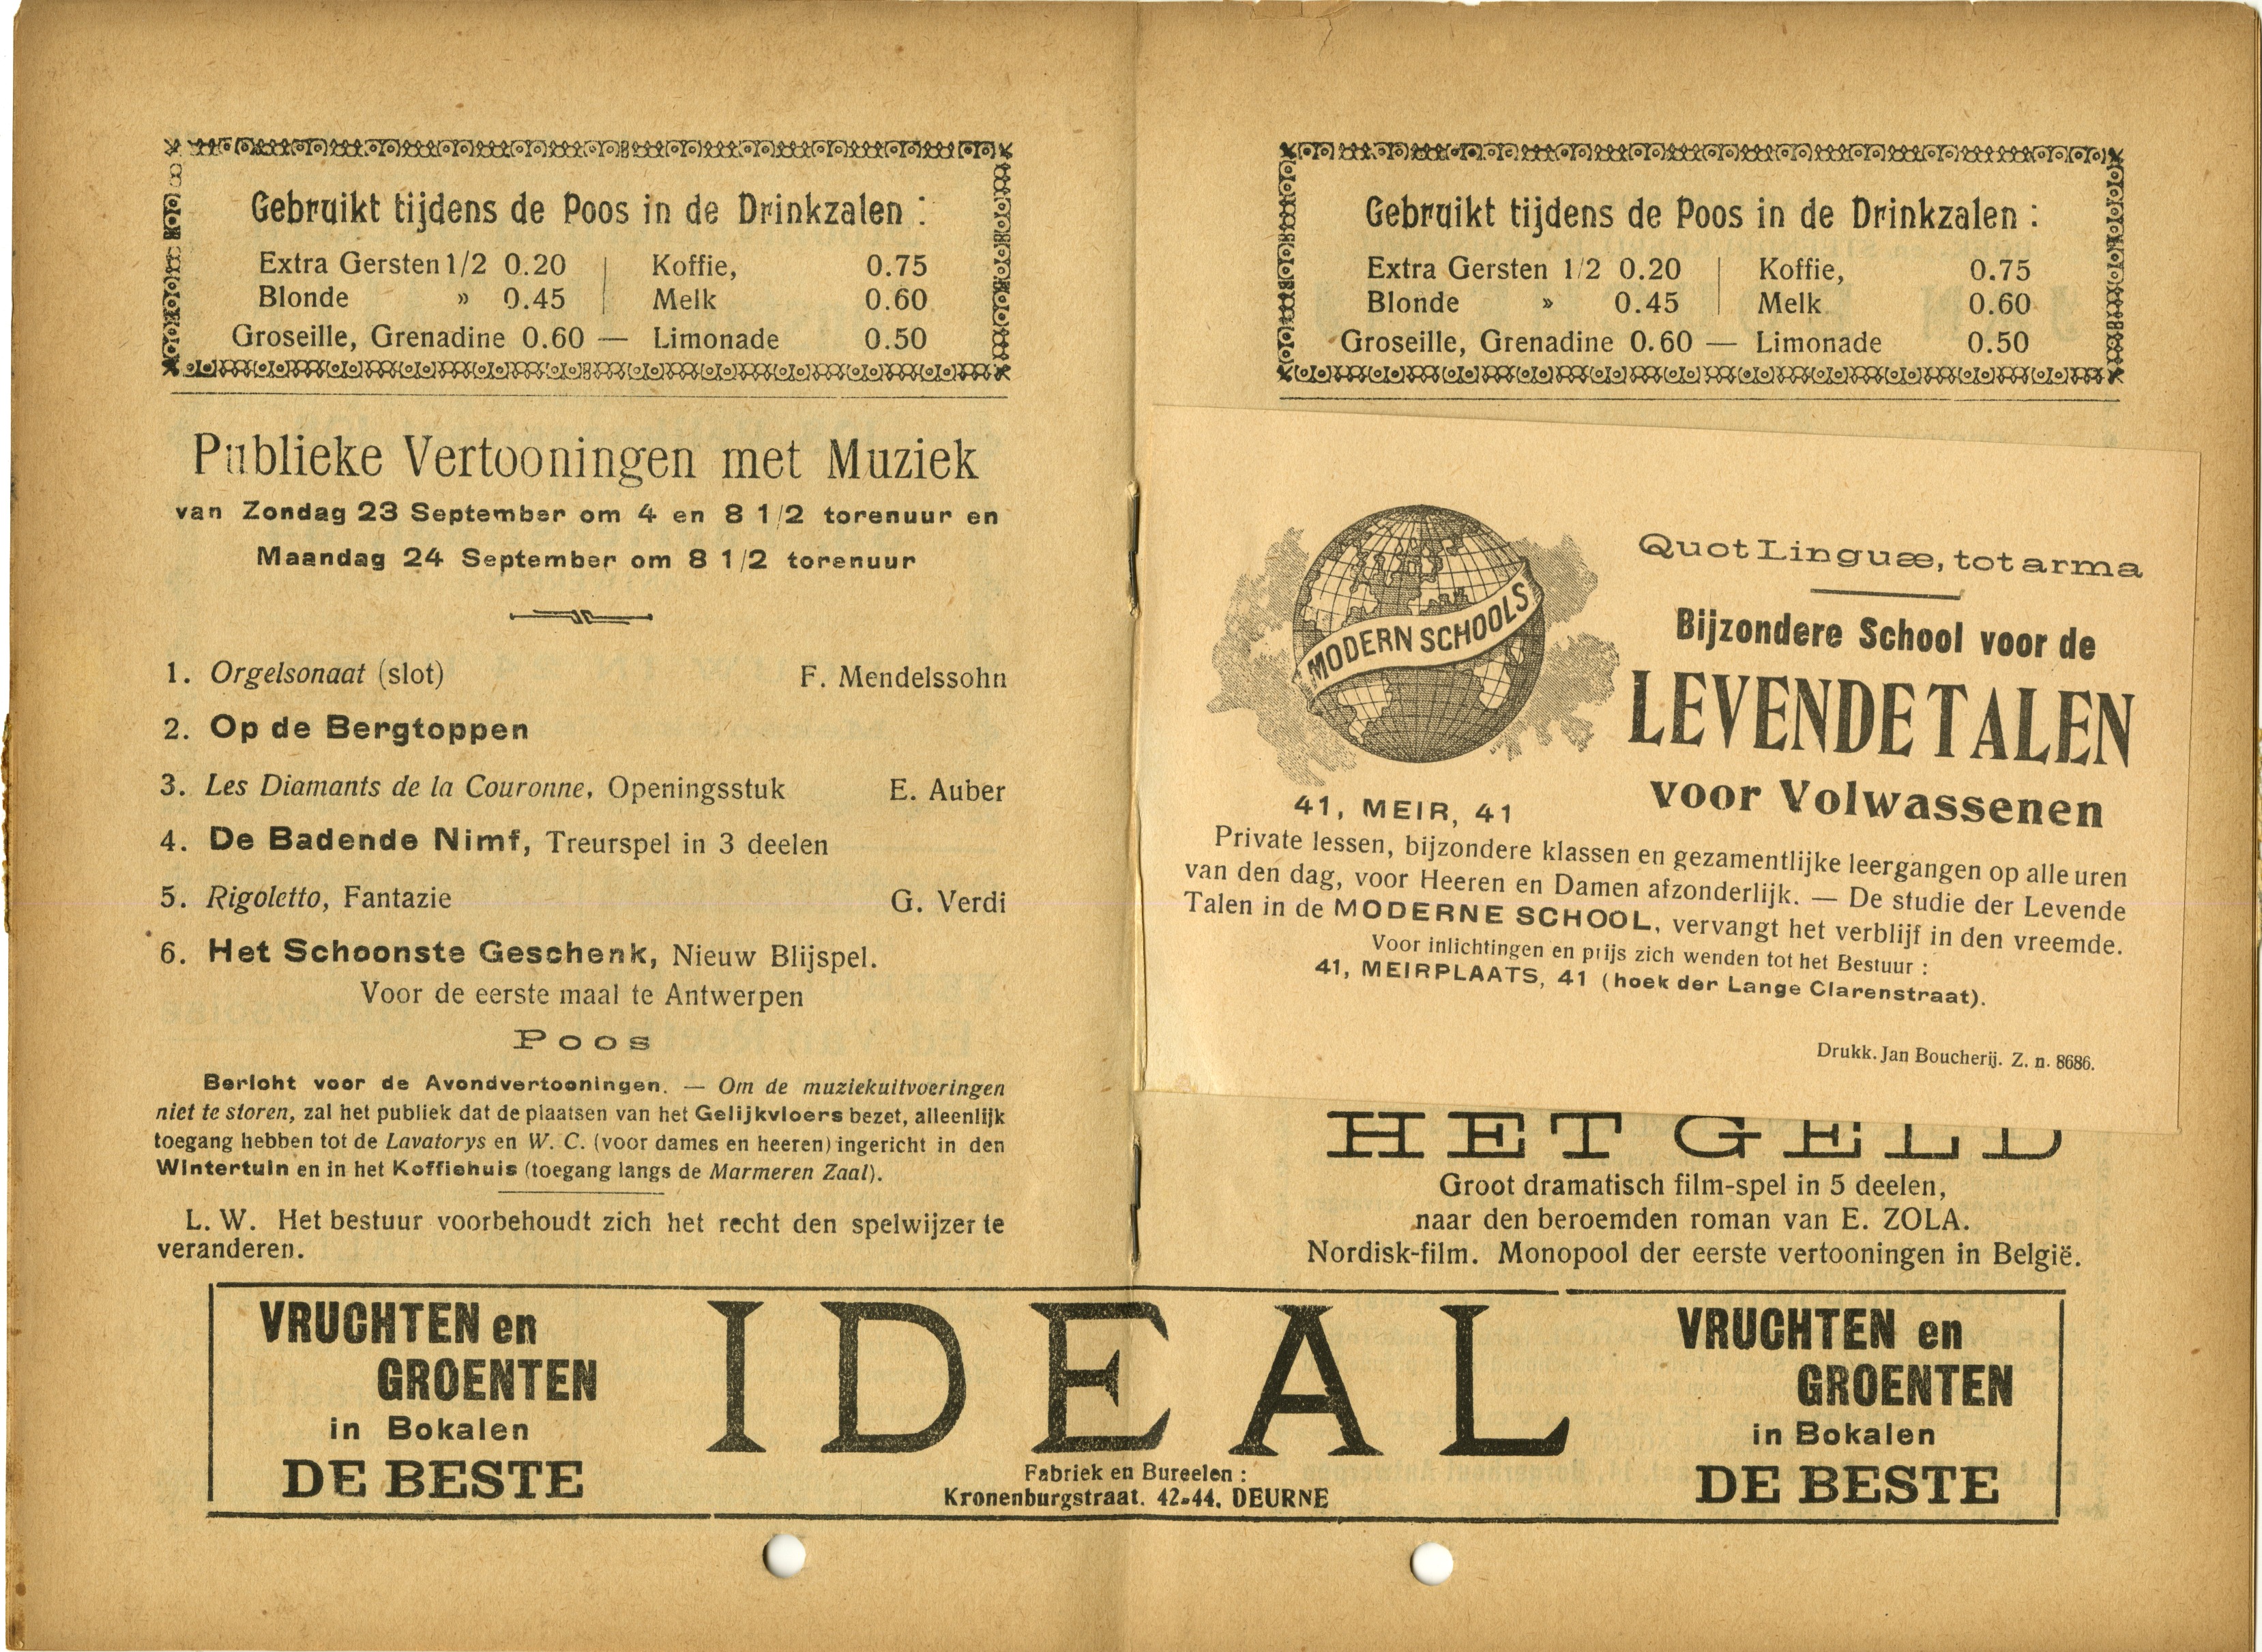 Gebruikt tijdens de Poos in de Drinkzalen :
Extra Gersten 1/2 0.20 | Koffie, 0.75
Blonde » 0.45 | Melk 0.60
Groseille, Grenadine 0.60 — Limonade 0.50
Publieke Vertooningen met Muziek
van Zondag 23 September om 4 en 8 1/2 torenuur en
Maandag 24 September om 8 1/2 torenuur
1. Orgelsonaat (slot) F. Mendelssohn
2. Op de Bergtoppen
3. Les Diamants de la Couronne, Openingsstuk E. Auber
4. De Badende Nimf, Treurspel in 3 deelen
5. Rigoletto, Fantazie G. Verdi
6. Het Schoonste Geschenk, Nieuw Blijspel.
Voor de eerste maal te Antwerpen
Poos
Bericht voor de Avondvertooningen. — Om de muziekuitvoeringen
niet te storen, zal het publiek dat de plaatsen van het Gelijkvloers bezet, alleenlijk
toegang hebben tot de Lavatorys en W. C. (voor dames en heeren) ingericht in den
Wintertuin en in het Koffiehuis (toegang langs de Marmeren Zaal).
L. W. Het bestuur voorbehoudt zich het recht den spelwijzer te
veranderen.
Gebruikt tijdens de Poos in de Drinkzalen :
Extra Gersten 1/2 0.20 | Koffie, 0.75
Blonde » 0.45 | Melk 0.60
Groseille, Grenadine 0.60 — Limonade 0.50
MODERN SCHOOLS
41, MEIR, 41
Quot Linguæ, tot arma
Bijzondere School voor de
LEVENDE TALEN
voor Volwassenen
Private lessen, bijzondere klassen en gezamentlijke leergangen op alle uren
van den dag, voor Heeren en Damen afzonderlijk. — De studie der Levende
Talen in de MODERNE SCHOOL, vervangt het verblijf in den vreemde.
Voor inlichtingen en prijs zich wenden tot het Bestuur :
41, MEIRPLAATS, 41 (hoek der Lange Clarenstraat).
Drukk. Jan Boucherij. Z. n. 8686.
HET GELD
Groot dramatisch film-spel in 5 deelen,
naar den beroemden roman van E. ZOLA.
Nordisk-film. Monopool der eerste vertooningen in België.
VRUCHTEN en
GROENTEN
in Bokalen
DE BESTE
IDEAL
Fabriek en Bureelen :
Kronenburgstraat. 42-44, DEURNE
VRUCHTEN en
GROENTEN
in Bokalen
DE BESTE